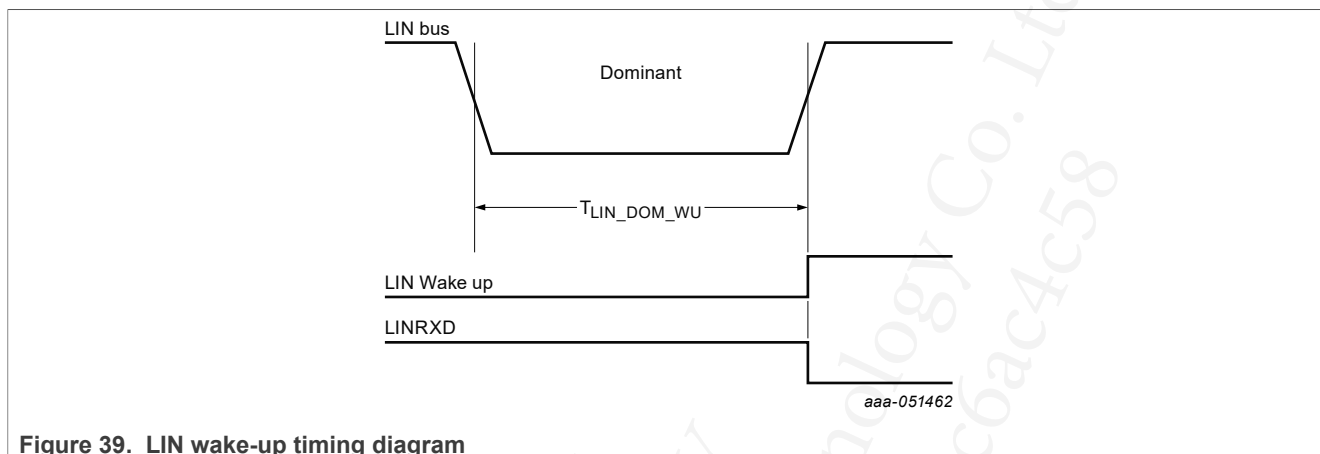 LIN bus
Dominant
TLIN_DOM_WU
LIN Wake up
LINRXD
aaa-051462
Figure 39. LIN wake-up timing diagram